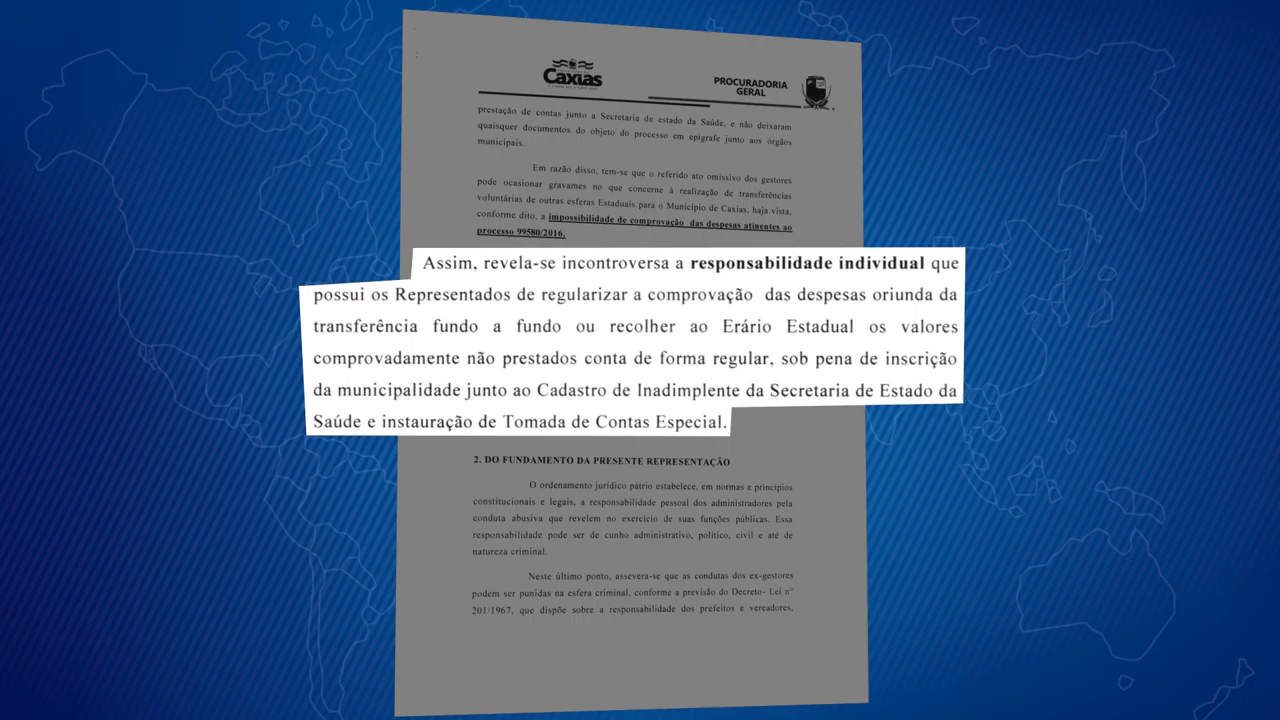 Caxias
PROCURADORIA
GERAL
prestação de contas junto a Secretaria de estado da Saúde, e não deixaram
quaisquer documentos do objeto do processo em epígrafe junto aos órgãos
municipais.
Em razão disso, tem-se que o referido ato omissivo dos gestores
pode ocasionar gravames no que concerne à realização de transferências
voluntárias de outras esferas Estaduais para o Município de Caxias, haja vista,
conforme dito, a impossibilidade de comprovação das despesas atinentes ao
processo 99580/2016.
Assim, revela-se incontroversa a responsabilidade individual que
possui os Representados de regularizar a comprovação das despesas oriunda da
transferência fundo a fundo ou recolher ao Erário Estadual os valores
comprovadamente não prestados conta de forma regular, sob pena de inscrição
da municipalidade junto ao Cadastro de Inadimplente da Secretaria de Estado da
Saúde e instauração de Tomada de Contas Especial.
2. DO FUNDAMENTO DA PRESENTE REPRESENTAÇÃO
O ordenamento jurídico pátrio estabelece, em normas e princípios
constitucionais e legais, a responsabilidade pessoal dos administradores pela
conduta abusiva que revelem no exercício de suas funções públicas. Essa
responsabilidade pode ser de cunho administrativo, político, civil e até de
natureza criminal.
Neste último ponto, assevera-se que as condutas dos ex-gestores
podem ser punidas na esfera criminal, conforme a previsão do Decreto- Lei n°
201/1967, que dispõe sobre a responsabilidade dos prefeitos e vereadores,